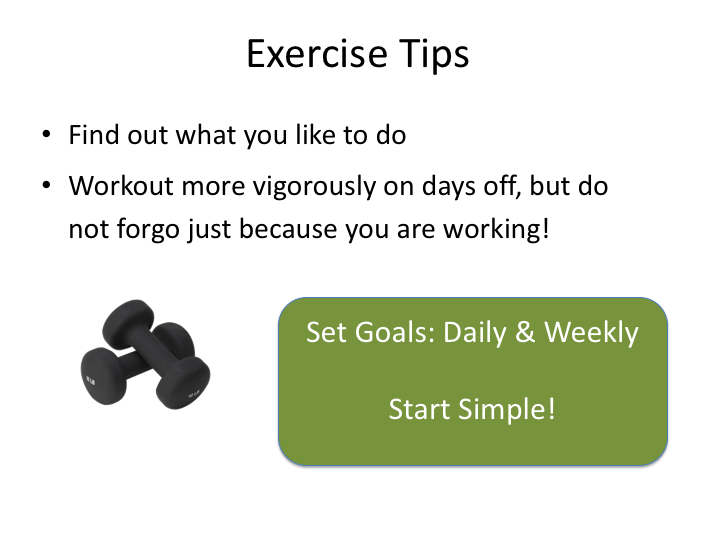 Exercise Tips
• Find out what you like to do
• Workout more vigorously on days off, but do
not forgo just because you are working!
Set Goals: Daily & Weekly
Start Simple!